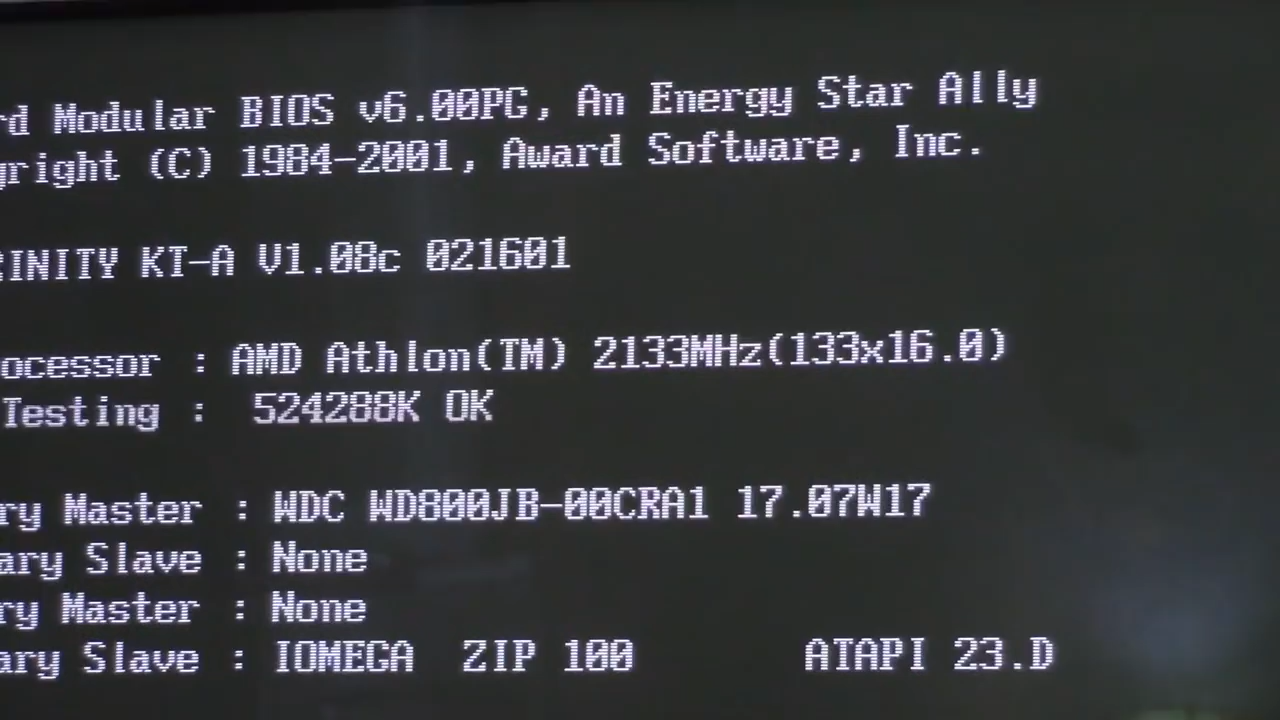 rd Modular BIOS v6.00PG, An Energy Star Ally
yright (C) 1984-2001, Award Software, Inc.
RINITY KT-A V1.08c 021601
ocessor : AMD Athlon(TM) 2133MHz(133x16.0)
Testing : 524288K OK
ry Master : WDC WD800JB-00CRA1 17.07W17
ary Slave : None
ry Master : None
ary Slave : IOMEGA ZIP 100 ATAPI 23.D